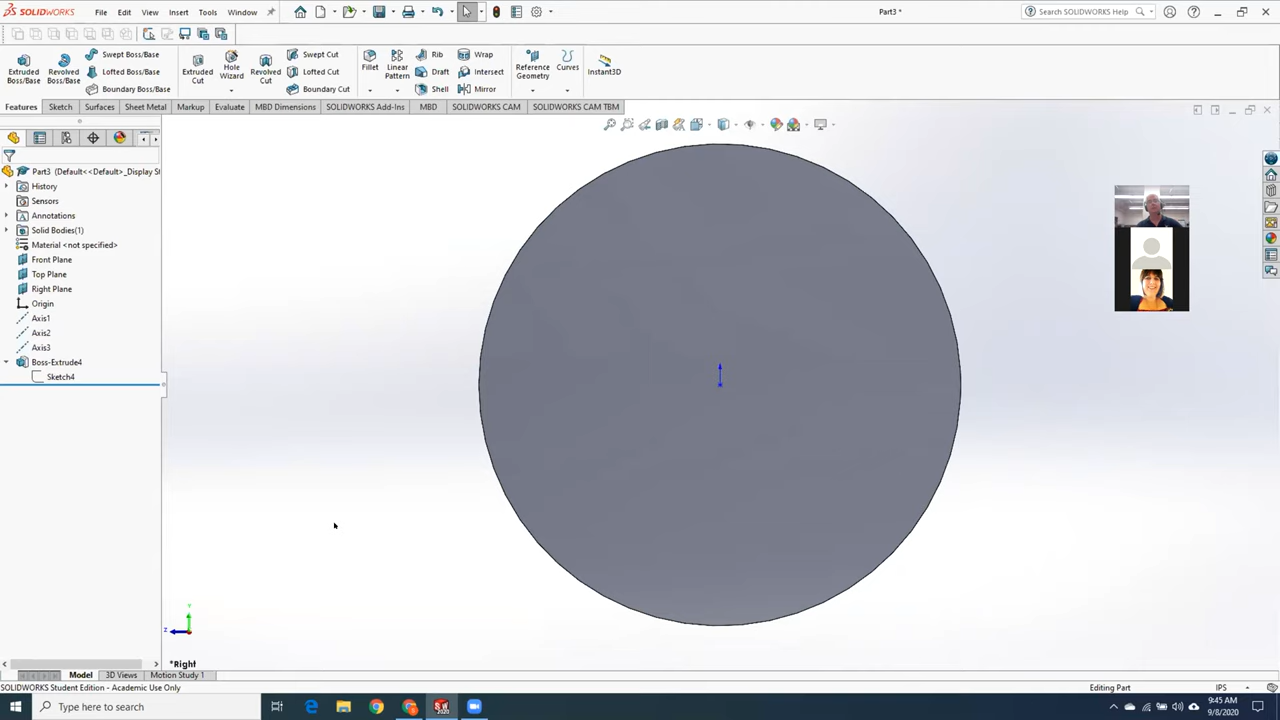 SOLIDWORKS
File Edit View Insert Tools Window
Part3 *
Search SOLIDWORKS Help
Extruded Boss/Base
Revolved Boss/Base
Swept Boss/Base
Lofted Boss/Base
Boundary Boss/Base
Extruded Cut
Hole Wizard
Revolved Cut
Swept Cut
Lofted Cut
Boundary Cut
Fillet
Linear Pattern
Rib
Draft
Shell
Wrap
Intersect
Mirror
Reference Geometry
Curves
Instant3D
Features Sketch Surfaces Sheet Metal Markup Evaluate MBD Dimensions SOLIDWORKS Add-Ins MBD SOLIDWORKS CAM SOLIDWORKS CAM TBM
Part3 (Default<<Default>_Display St
History
Sensors
Annotations
Solid Bodies(1)
Material <not specified>
Front Plane
Top Plane
Right Plane
Origin
Axis1
Axis2
Axis3
Boss-Extrude4
Sketch4
Y
Z
*Right
Model 3D Views Motion Study 1
SOLIDWORKS Student Edition - Academic Use Only
Editing Part
IPS
Type here to search
9:45 AM
9/8/2020